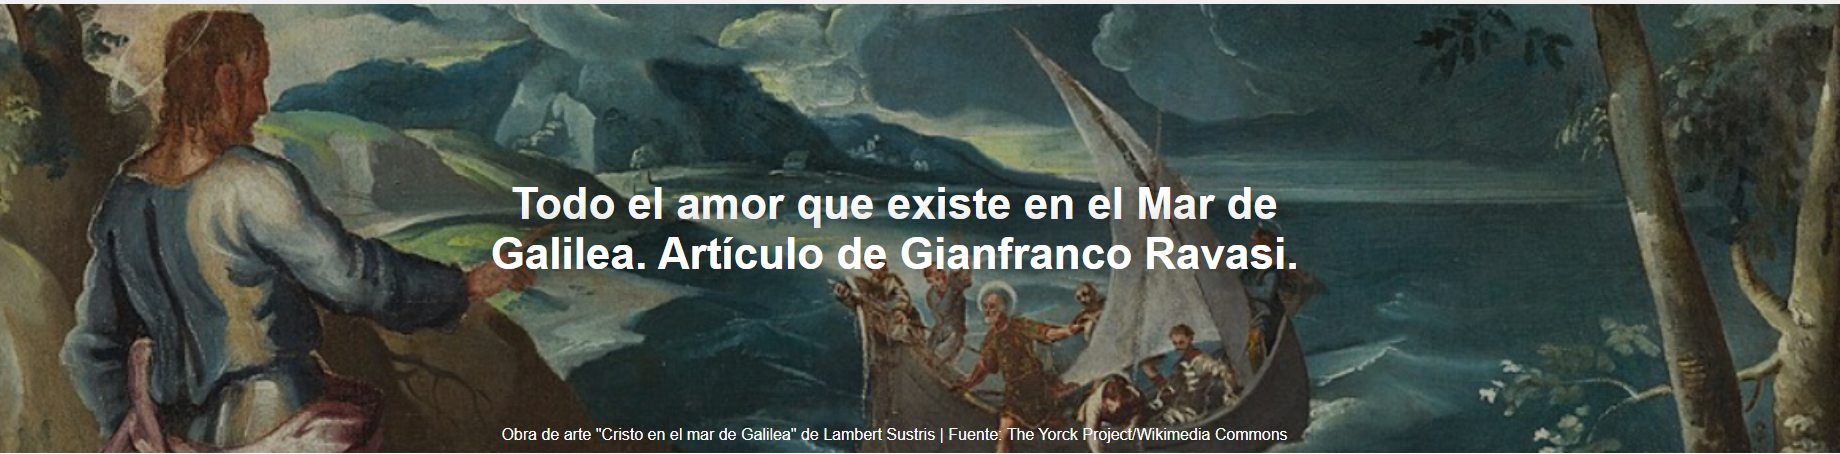 Todo el amor que existe en el Mar de
Galilea. Artículo de Gianfranco Ravasi.
Obra de arte "Cristo en el mar de Galilea" de Lambert Sustris | Fuente: The Yorck Project/Wikimedia Commons